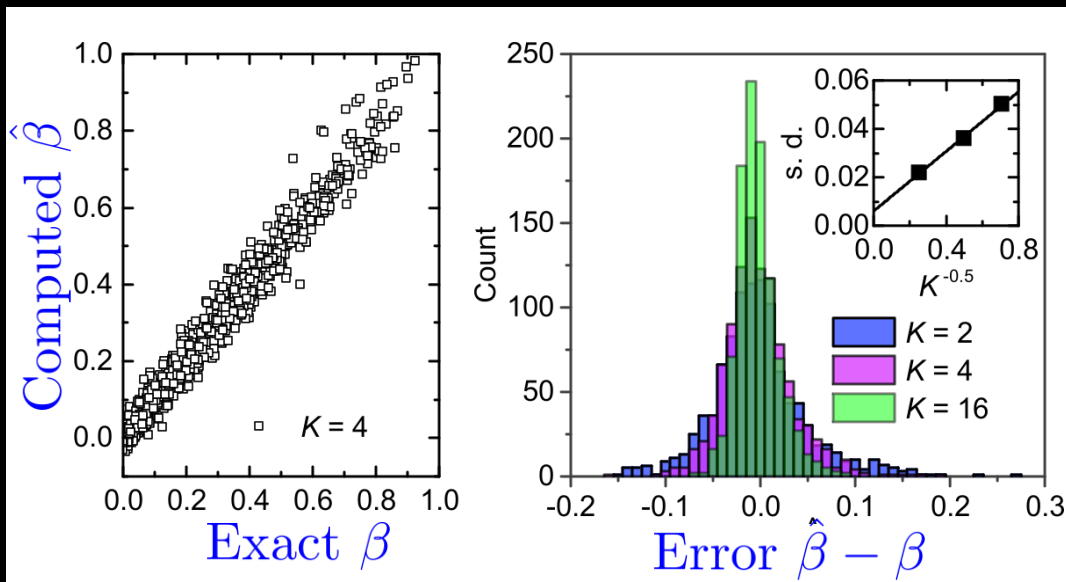 1.0
0.8
0.6
0.4
0.2
0.0
0.0 0.2 0.4 0.6 0.8 1.0
Computed β̂
Exact β
K = 4
250
200
150
100
50
0
-0.2 -0.1 0.0 0.1 0.2 0.3
Count
Error β̂ − β
0.06
0.04
0.02
0.00
0.0 0.4 0.8
s. d.
K^-0.5
K = 2
K = 4
K = 16